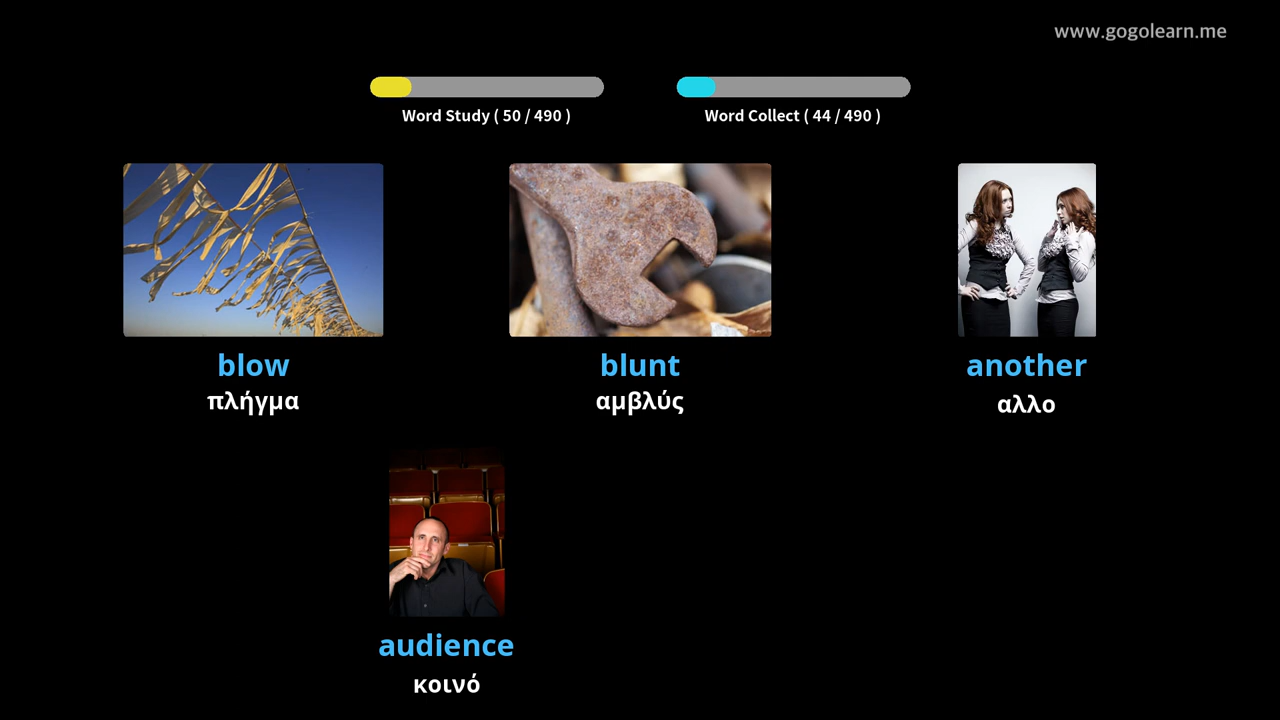 www.gogolearn.me
Word Study ( 50 / 490 )
Word Collect ( 44 / 490 )
blow
πλήγμα
blunt
αμβλύς
another
αλλο
audience
κοινό